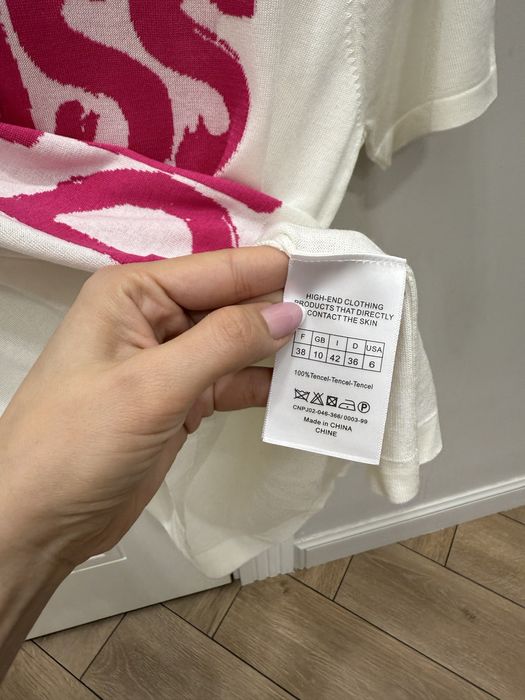 HIGH-END CLOTHING
PRODUCTS THAT DIRECTLY
CONTACT THE SKIN
F GB I D USA
38 10 42 36 6
100%Tencel-Tencel-Tencel
CNPJ02-046-366/0003-99
Made in CHINA
CHINE